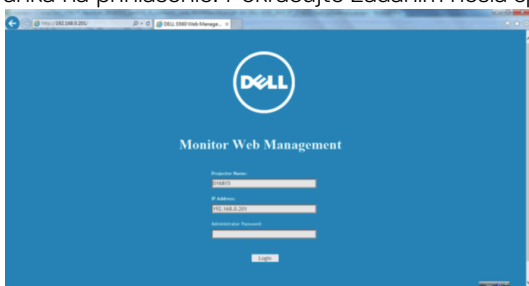 http://192.168.0.201/
DELL S560 Web Manage...
DELL
Monitor Web Management
Projector Name:
IP Address:
192.168.0.201
Administrator Password:
Login